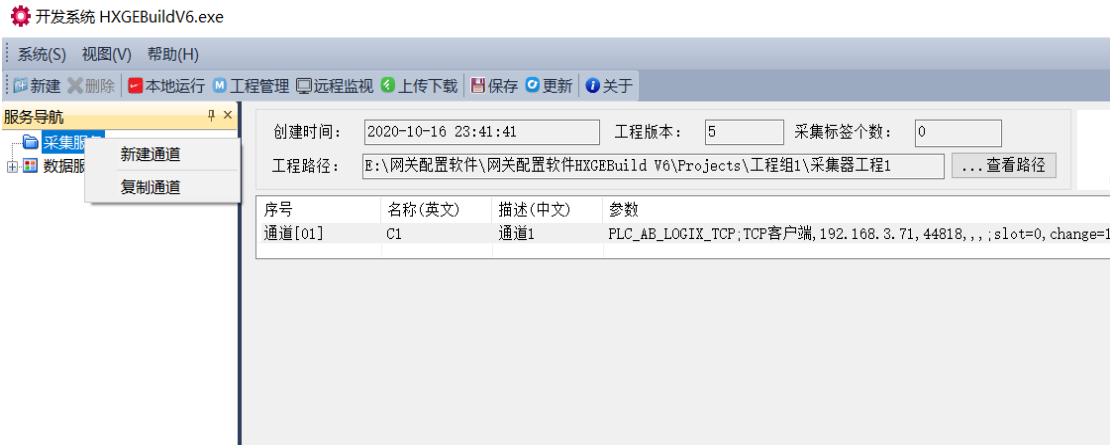 开发系统 HXGEBuildV6.exe
系统(S) 视图(V) 帮助(H)
新建 删除 本地运行 工程管理 远程监视 上传下载 保存 更新 关于
服务导航
采集服
数据服
新建通道
复制通道
创建时间: 2020-10-16 23:41:41 工程版本: 5 采集标签个数: 0
工程路径: E:\网关配置软件\网关配置软件HXGEBuild V6\Projects\工程组1\采集器工程1 ...查看路径
序号 名称(英文) 描述(中文) 参数
通道[01] C1 通道1 PLC_AB_LOGIX_TCP;TCP客户端,192.168.3.71,44818,,,;slot=0,change=1